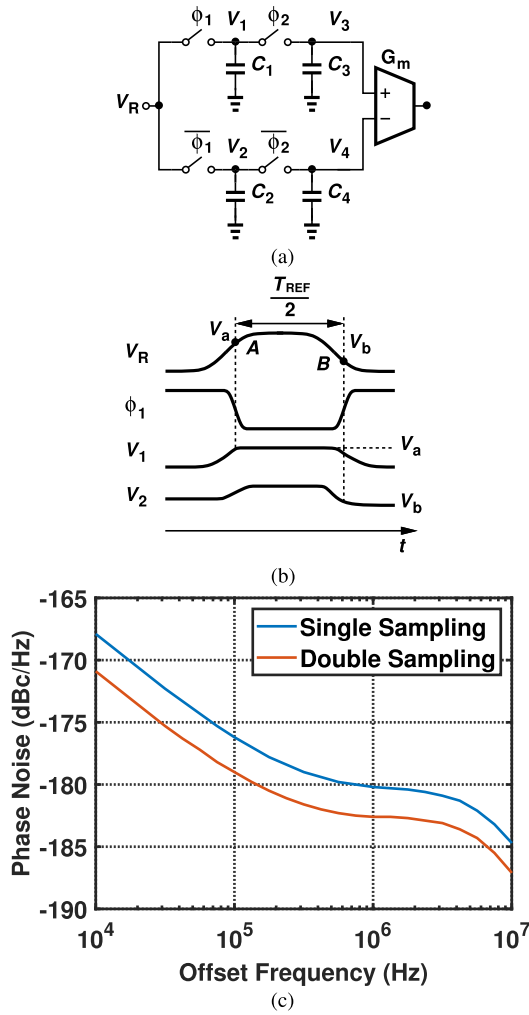 ϕ1 V1 ϕ2 V3
C1 C3 Gm
VR + −
ϕ1 V2 ϕ2 V4
C2 C4
(a)
TREF
2
Va A B Vb
VR
ϕ1
V1 Va
V2 Vb
t
(b)
-165
-170
-175
-180
-185
-190
Phase Noise (dBc/Hz)
Single Sampling
Double Sampling
10^4 10^5 10^6 10^7
Offset Frequency (Hz)
(c)